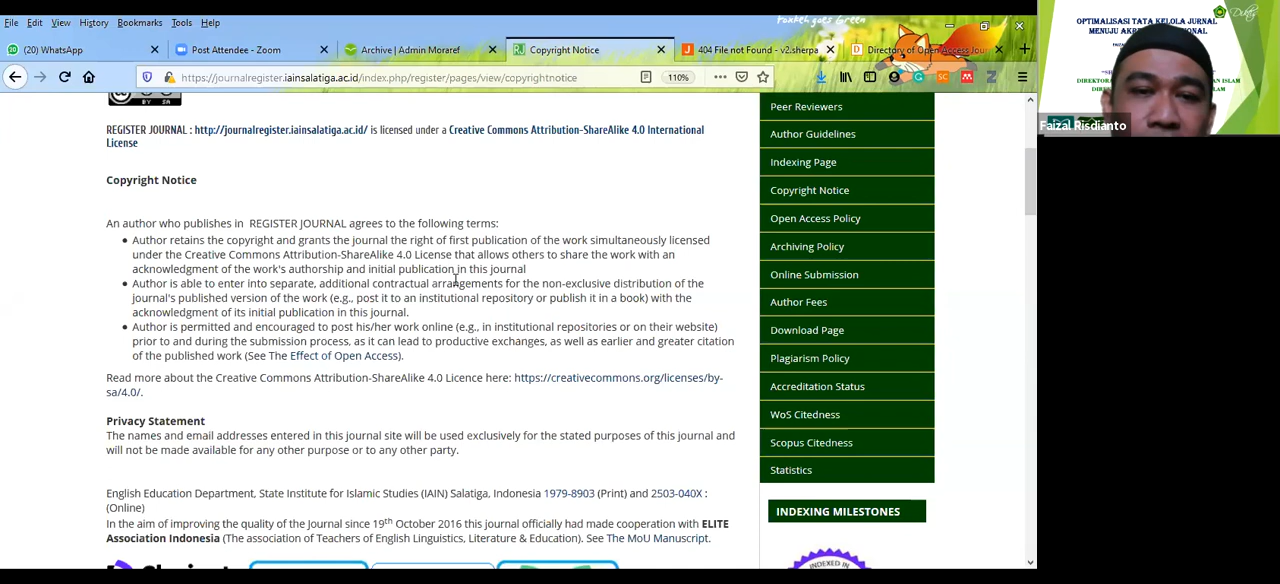 File Edit View History Bookmarks Tools Help
(20) WhatsApp
Post Attendee - Zoom
Archive | Admin Moraref
Copyright Notice
404 File not Found - v2.sherpa
Directory of Open Access Jour
https://journalregister.iainsalatiga.ac.id/index.php/register/pages/view/copyrightnotice
110%
BY SA
REGISTER JOURNAL : http://journalregister.iainsalatiga.ac.id/ is licensed under a Creative Commons Attribution-ShareAlike 4.0 International
License
Copyright Notice
An author who publishes in REGISTER JOURNAL agrees to the following terms:
Author retains the copyright and grants the journal the right of first publication of the work simultaneously licensed
under the Creative Commons Attribution-ShareAlike 4.0 License that allows others to share the work with an
acknowledgment of the work's authorship and initial publication in this journal
Author is able to enter into separate, additional contractual arrangements for the non-exclusive distribution of the
journal's published version of the work (e.g., post it to an institutional repository or publish it in a book) with the
acknowledgment of its initial publication in this journal.
Author is permitted and encouraged to post his/her work online (e.g., in institutional repositories or on their website)
prior to and during the submission process, as it can lead to productive exchanges, as well as earlier and greater citation
of the published work (See The Effect of Open Access).
Read more about the Creative Commons Attribution-ShareAlike 4.0 Licence here: https://creativecommons.org/licenses/by-
sa/4.0/.
Privacy Statement
The names and email addresses entered in this journal site will be used exclusively for the stated purposes of this journal and
will not be made available for any other purpose or to any other party.
English Education Department, State Institute for Islamic Studies (IAIN) Salatiga, Indonesia 1979-8903 (Print) and 2503-040X :
(Online)
In the aim of improving the quality of the Journal since 19th October 2016 this journal officially had made cooperation with ELITE
Association Indonesia (The association of Teachers of English Linguistics, Literature & Education). See The MoU Manuscript.
Peer Reviewers
Author Guidelines
Indexing Page
Copyright Notice
Open Access Policy
Archiving Policy
Online Submission
Author Fees
Download Page
Plagiarism Policy
Accreditation Status
WoS Citedness
Scopus Citedness
Statistics
INDEXING MILESTONES
INDEXED IN
OPTIMALISASI TATA KELOLA JURNAL
Faizal Risdianto